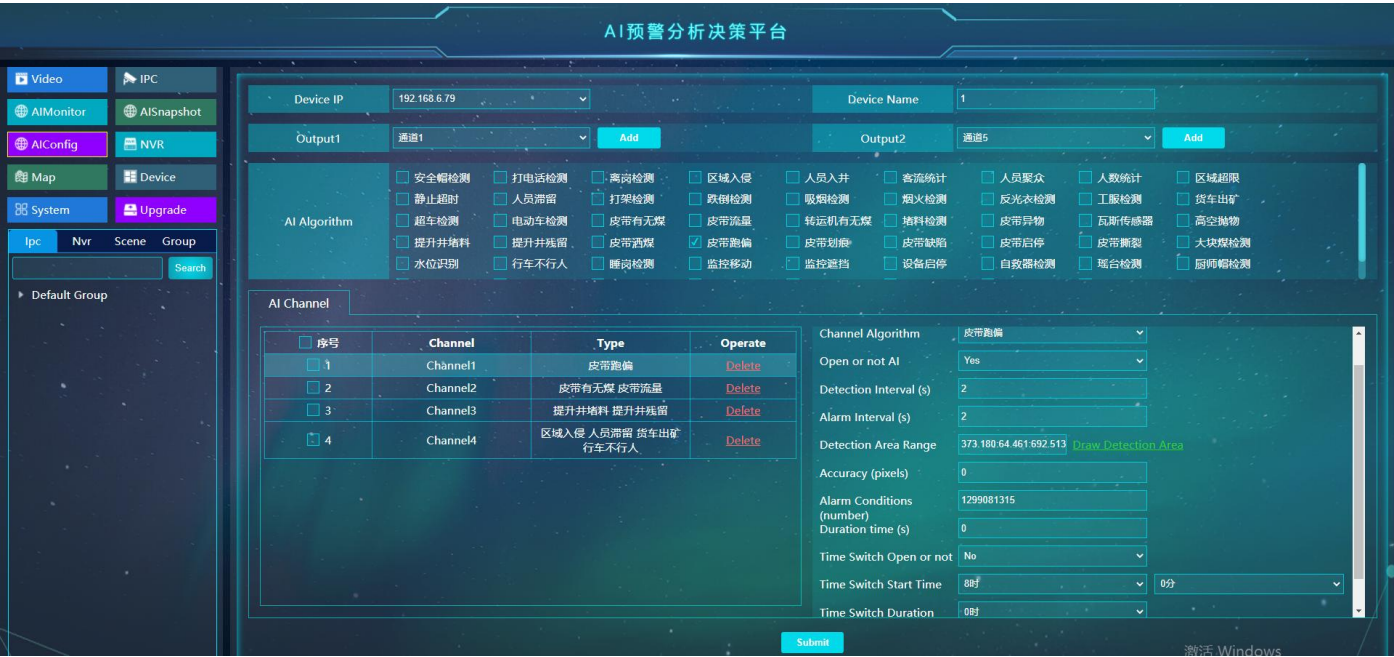 AI预警分析决策平台
Video IPC
AIMonitor AISnapshot
AIConfig NVR
Map Device
System Upgrade
Ipc Nvr Scene Group
Search
Default Group
Device IP 192.168.6.79 Device Name 1
Output1 通道1 Add Output2 通道5 Add
AI Algorithm
安全帽检测 打电话检测 离岗检测 区域入侵 人员入井 客流统计 人员聚众 人数统计 区域超限
静止超时 人员滞留 打架检测 跌倒检测 吸烟检测 烟火检测 反光衣检测 工服检测 货车出矿
超车检测 电动车检测 皮带有无煤 皮带流量 转运机有无煤 堵料检测 皮带异物 瓦斯传感器 高空抛物
提升井堵料 提升井残留 皮带洒煤 皮带跑偏 皮带划痕 皮带缺陷 皮带启停 皮带撕裂 大块煤检测
水位识别 行车不行人 睡岗检测 监控移动 监控遮挡 设备启停 自救器检测 瑶台检测 厨师帽检测
AI Channel
序号 Channel Type Operate
1 Channel1 皮带跑偏 Delete
2 Channel2 皮带有无煤 皮带流量 Delete
3 Channel3 提升井堵料 提升井残留 Delete
4 Channel4 区域入侵 人员滞留 货车出矿 Delete
行车不行人
Channel Algorithm 皮带跑偏
Open or not AI Yes
Detection Interval (s) 2
Alarm Interval (s) 2
Detection Area Range 373.180:64.461:692.513 Draw Detection Area
Accuracy (pixels) 0
Alarm Conditions 1299081315
(number)
Duration time (s) 0
Time Switch Open or not No
Time Switch Start Time 8时 0分
Time Switch Duration 0时
Submit
激活 Windows